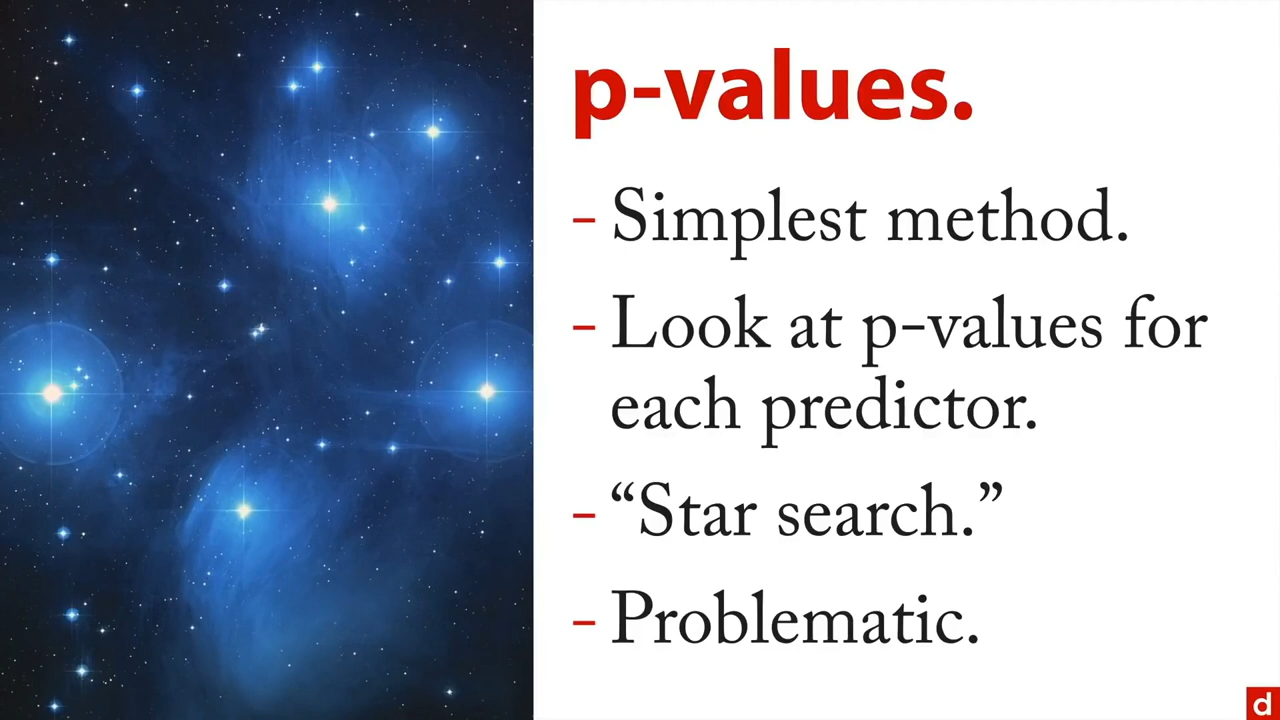 p-values.
- Simplest method.
- Look at p-values for
each predictor.
- “Star search.”
- Problematic.
d